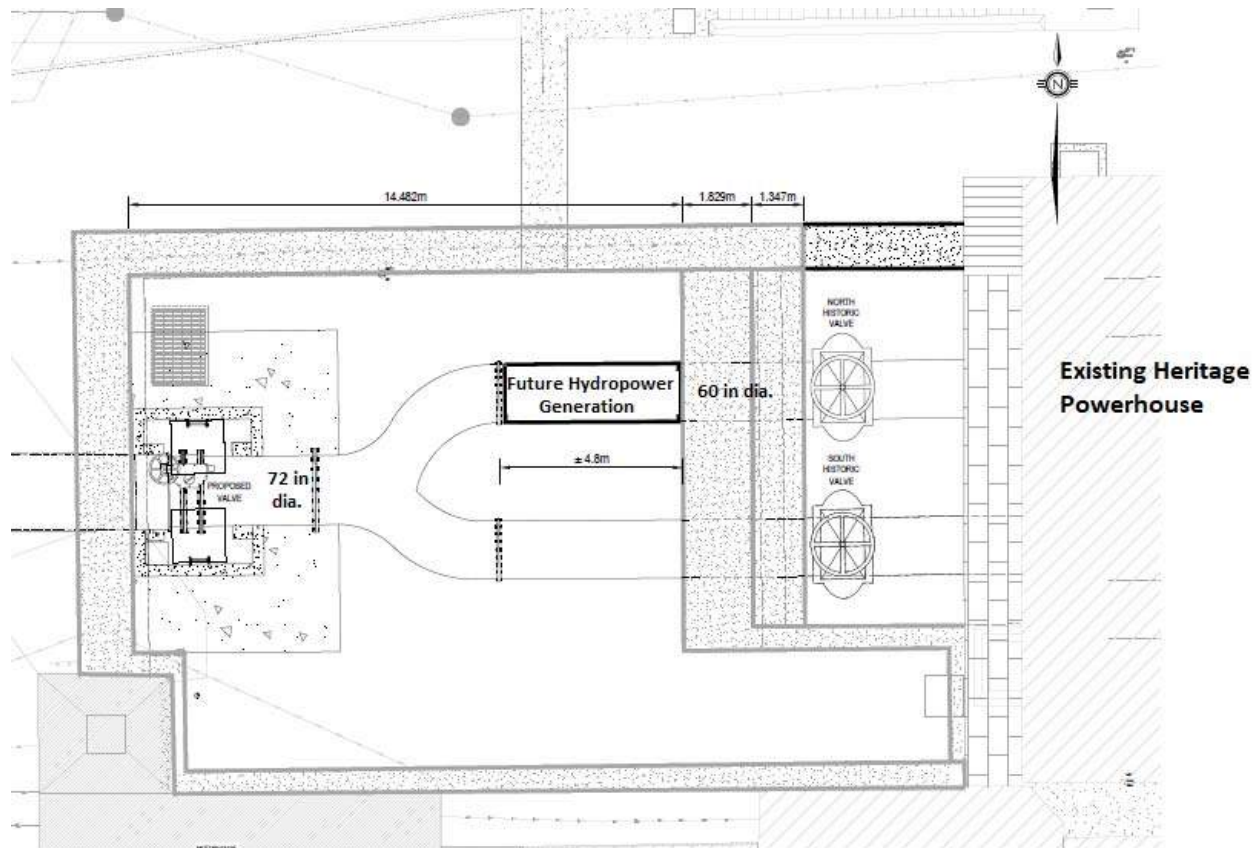 N
14.482m
1.829m
1.347m
NORTH
HISTORIC
VALVE
Future Hydropower
Generation
60 in dia.
Existing Heritage
Powerhouse
± 4.8m
SOUTH
HISTORIC
VALVE
72 in
dia.
PROPOSED
VALVE